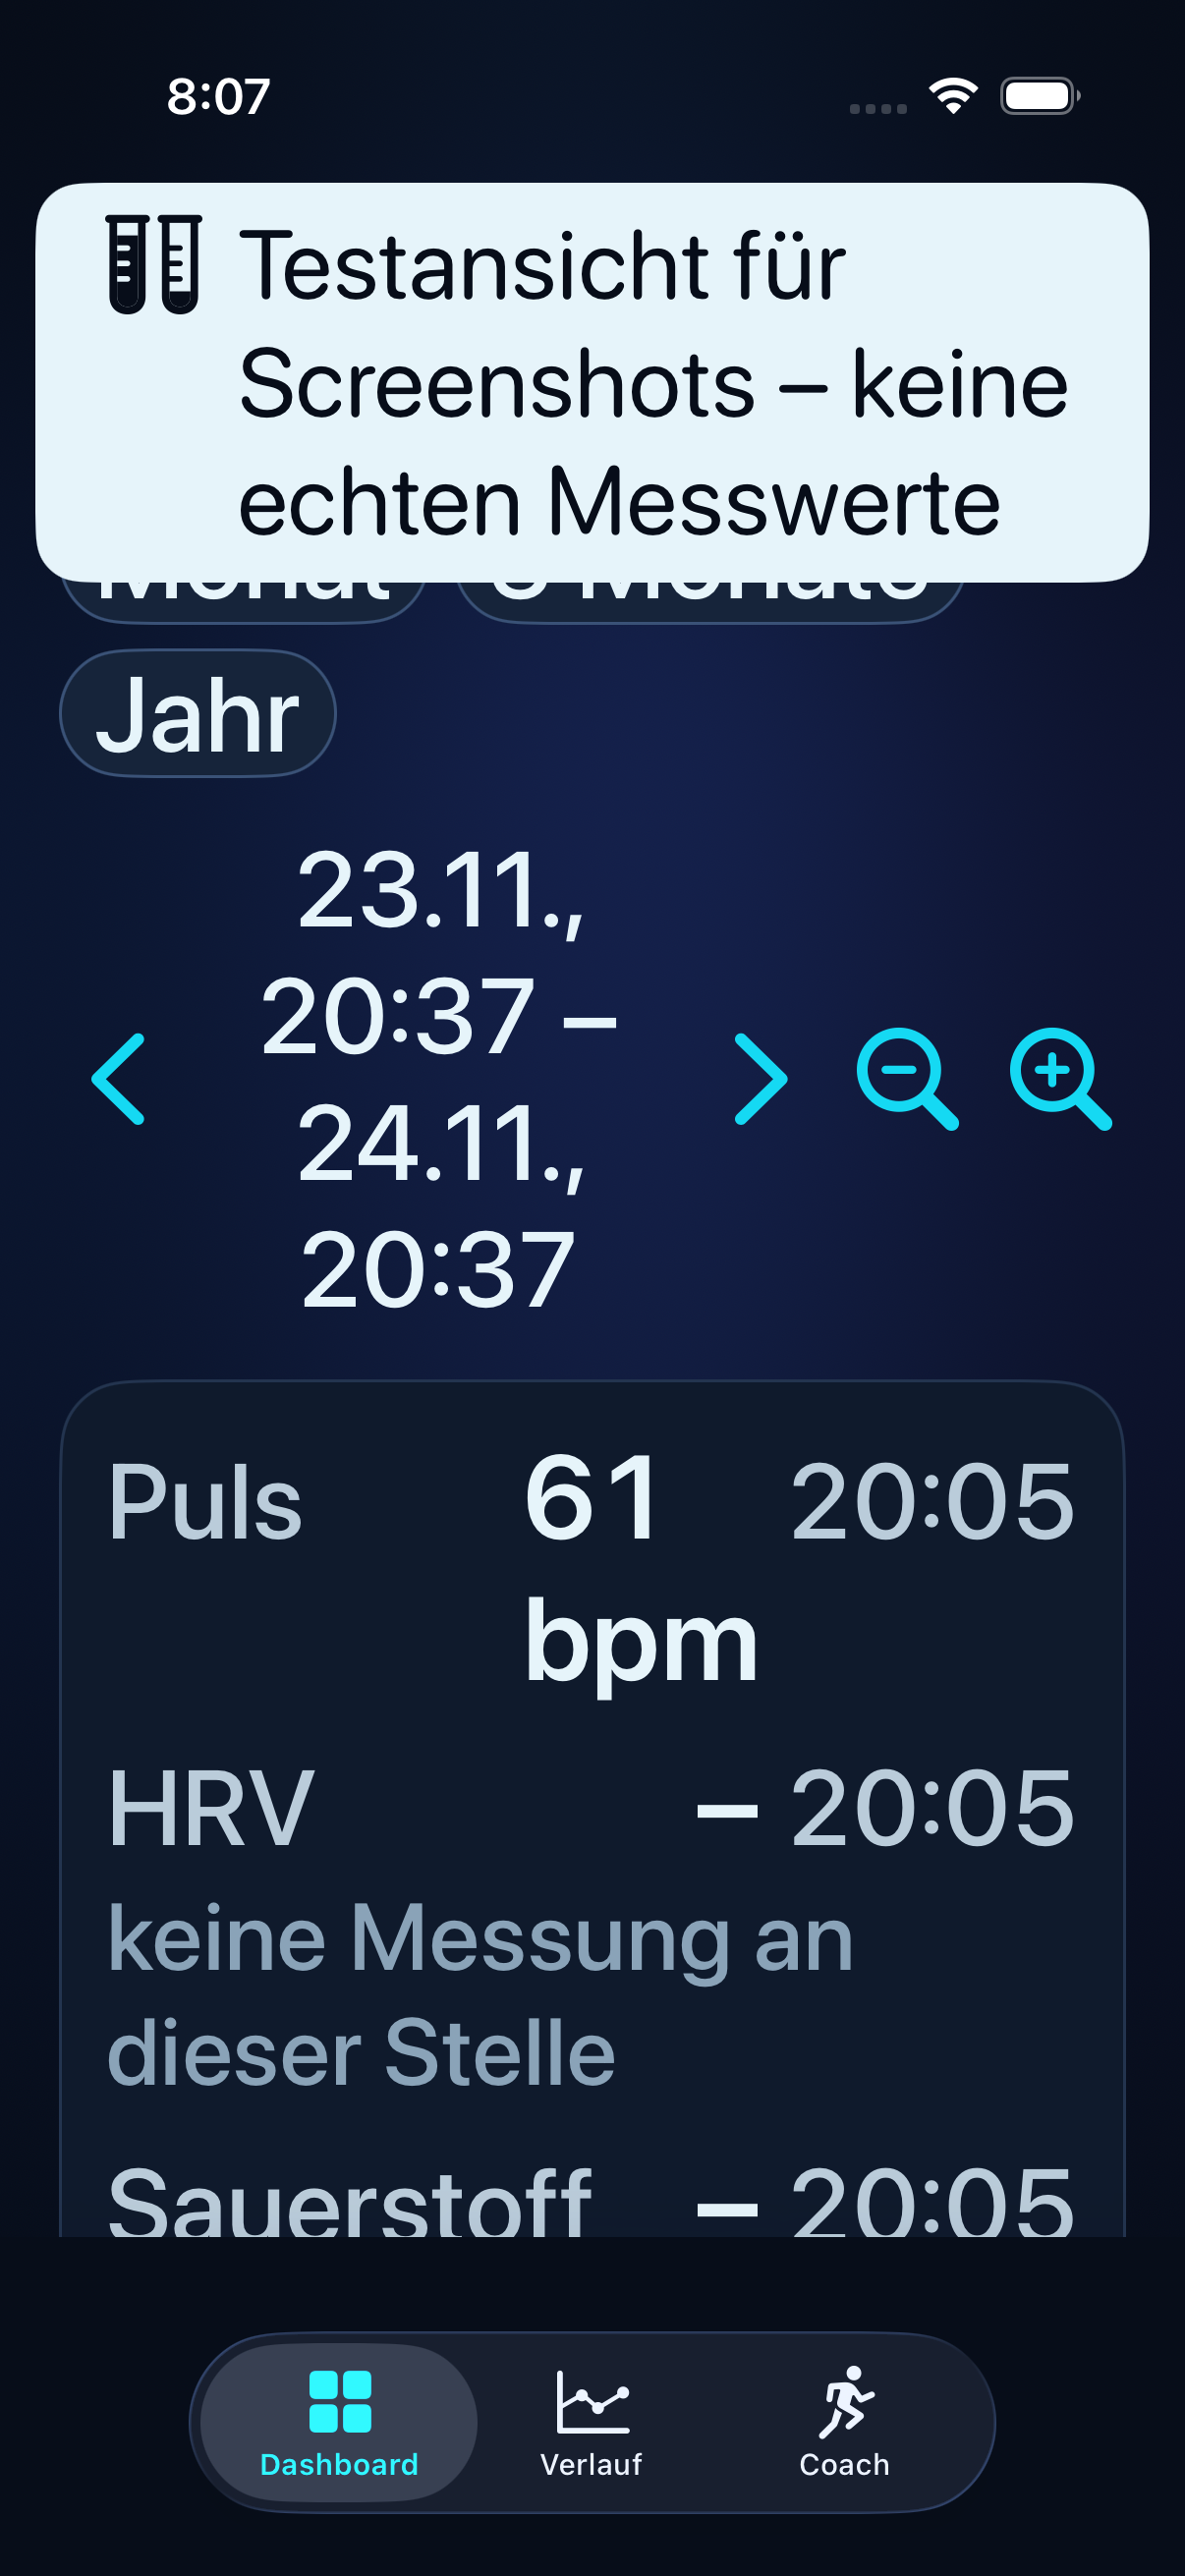 8:07
Testansicht für
Screenshots – keine
echten Messwerte
Monat
Jahr
23.11.,
20:37 –
24.11.,
20:37
Puls 61 20:05
bpm
HRV – 20:05
keine Messung an
dieser Stelle
Sauerstoff – 20:05
Dashboard Verlauf Coach